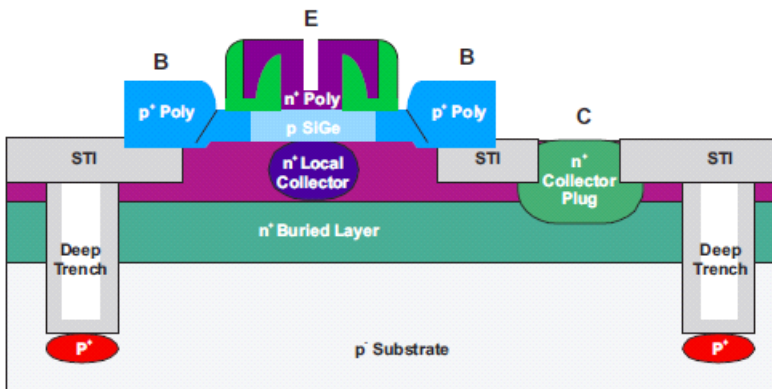 E
B
B
p⁺ Poly
n⁺ Poly
p⁺ Poly
p SiGe
C
STI
n⁺ Local
Collector
STI
n⁺
Collector
Plug
STI
n⁺ Buried Layer
Deep
Trench
Deep
Trench
P⁺
p⁻ Substrate
P⁺